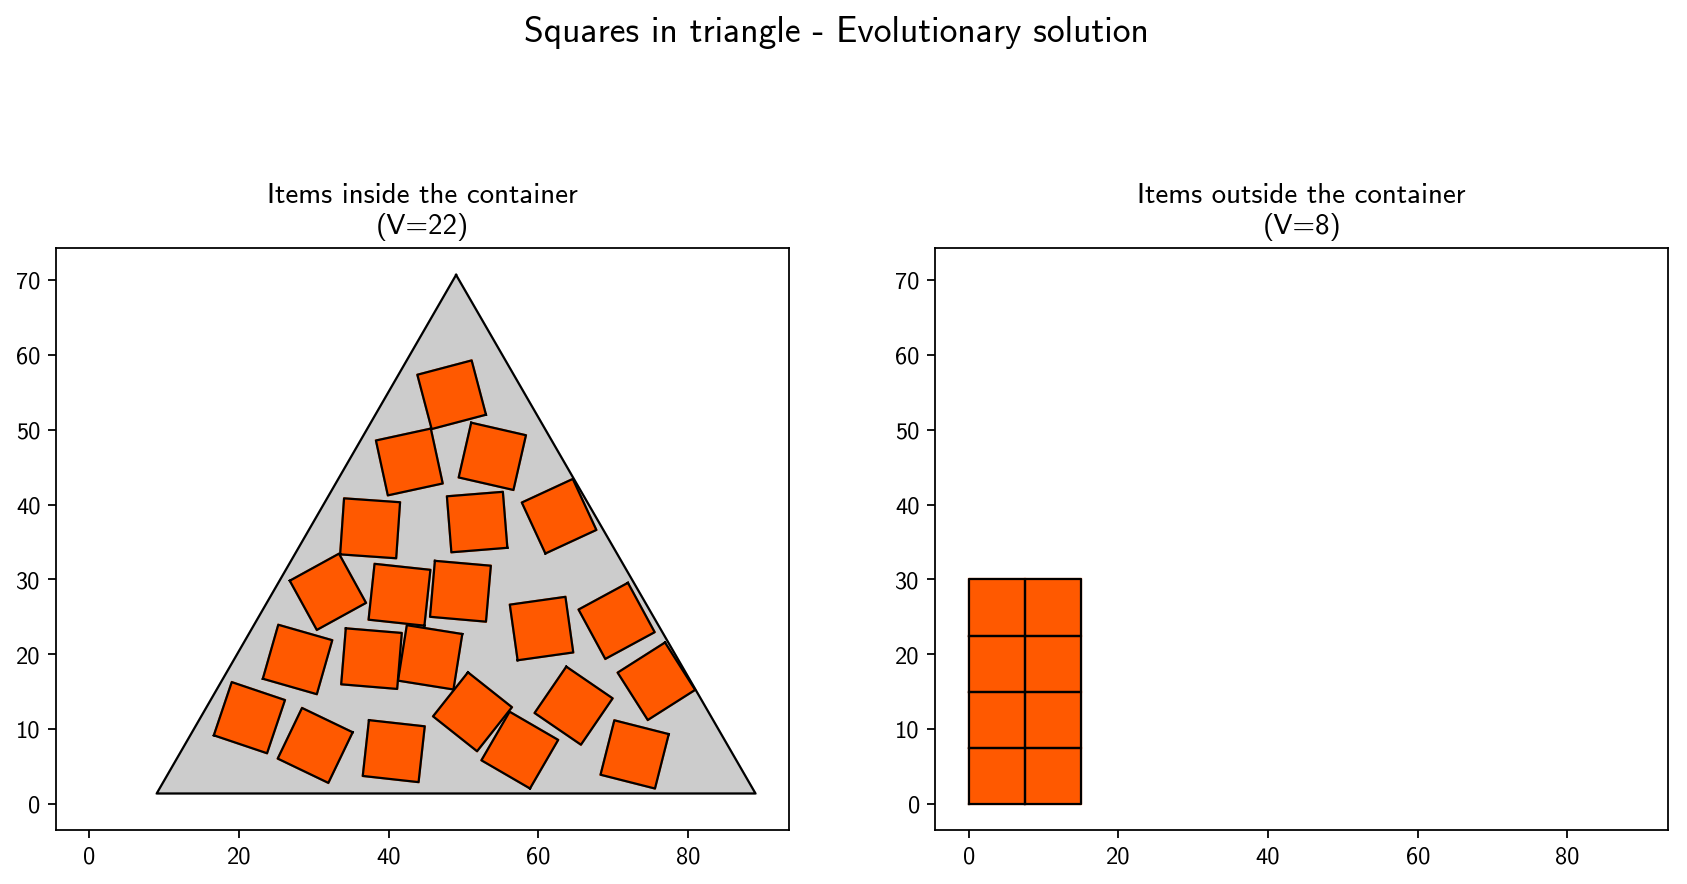 Squares in triangle - Evolutionary solution
Items inside the container
(V=22)
70
60
50
40
30
20
10
0
0 20 40 60 80
Items outside the container
(V=8)
70
60
50
40
30
20
10
0
0 20 40 60 80